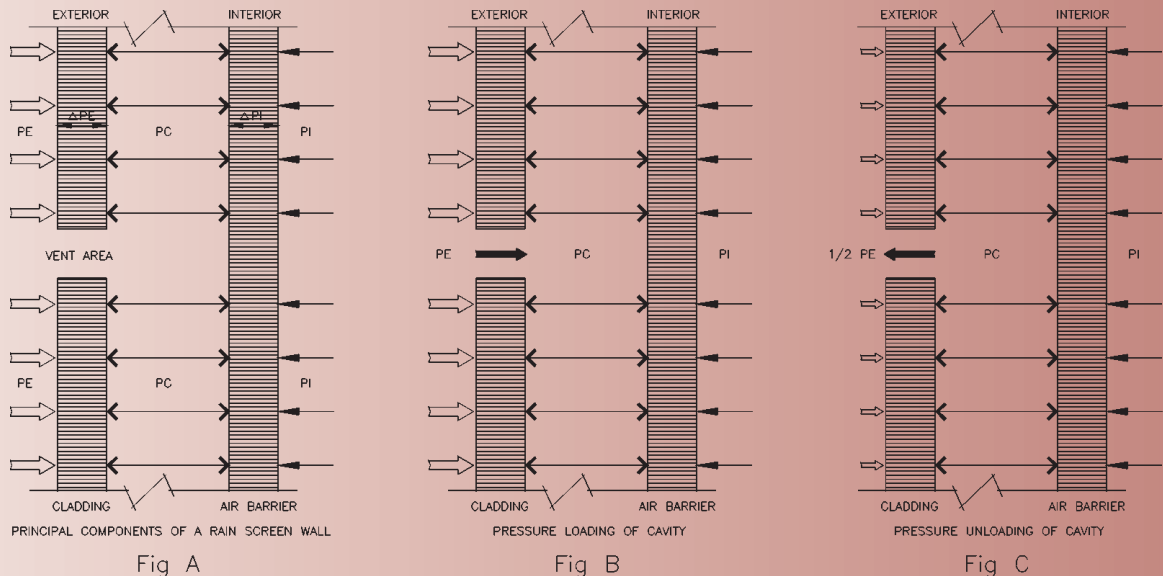 EXTERIOR INTERIOR
ΔPE ΔPI
PE PC PI
VENT AREA
PE PC PI
CLADDING AIR BARRIER
PRINCIPAL COMPONENTS OF A RAIN SCREEN WALL
Fig A
EXTERIOR INTERIOR
PE PC PI
CLADDING AIR BARRIER
PRESSURE LOADING OF CAVITY
Fig B
EXTERIOR INTERIOR
1/2 PE PC PI
CLADDING AIR BARRIER
PRESSURE UNLOADING OF CAVITY
Fig C